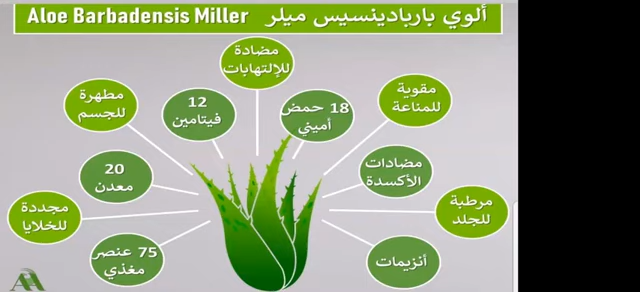 Aloe Barbadensis Miller ألوي باربادينسيس ميلر
مضادة
للإلتهابات
مطهرة
للجسم
12
فيتامين
18 حمض
أميني
مقوية
للمناعة
20
معدن
مضادات
الأكسدة
مجددة
للخلايا
مرطبة
للجلد
75 عنصر
مغذي
أنزيمات